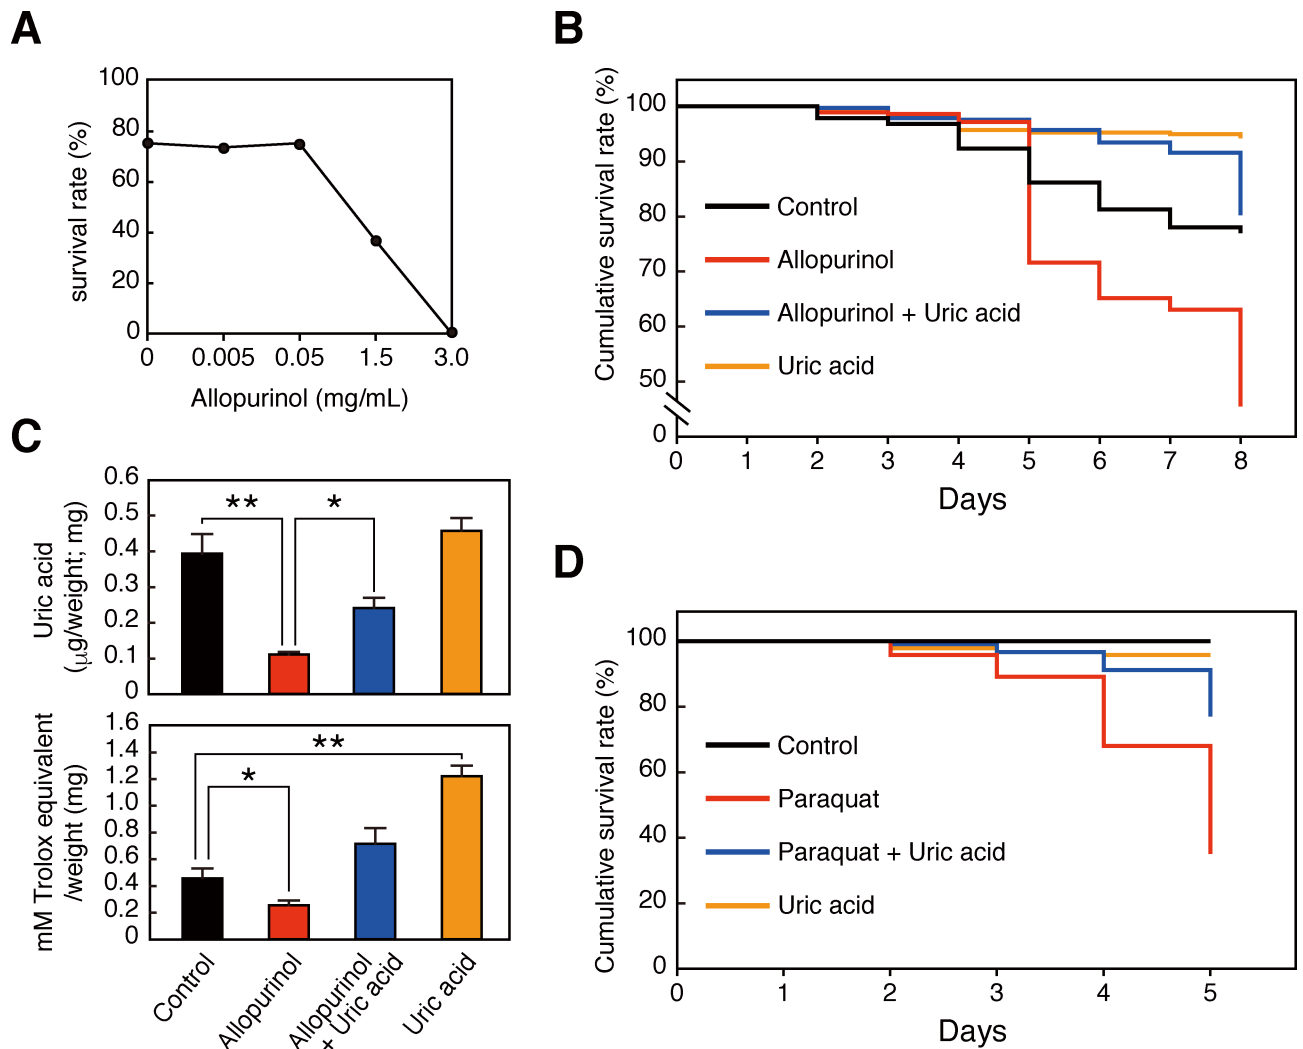 A
survival rate (%)
100
80
60
40
20
0
0 0.005 0.05 1.5 3.0
Allopurinol (mg/mL)
B
Cumulative survival rate (%)
100
90
80
70
60
50
0
Control
Allopurinol
Allopurinol + Uric acid
Uric acid
0 1 2 3 4 5 6 7 8
Days
C
Uric acid
(μg/weight; mg)
0.6
0.5
0.4
0.3
0.2
0.1
0
** *
mM Trolox equivalent
/weight (mg)
1.6
1.4
1.2
1.0
0.8
0.6
0.4
0.2
0
**
*
Control
Allopurinol
Allopurinol
+ Uric acid
Uric acid
D
Cumulative survival rate (%)
100
80
60
40
20
0
Control
Paraquat
Paraquat + Uric acid
Uric acid
0 1 2 3 4 5
Days